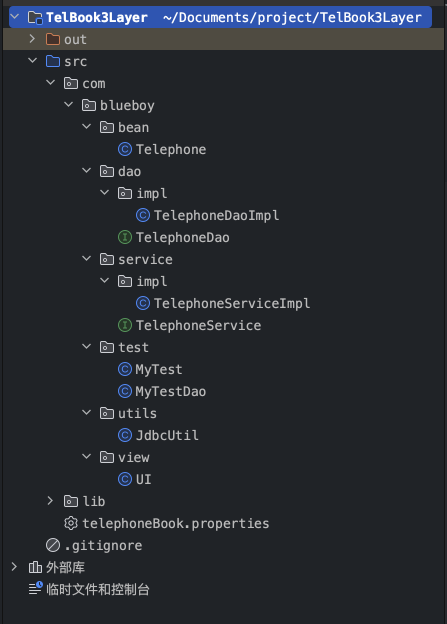 TelBook3Layer ~/Documents/project/TelBook3Layer
out
src
com
blueboy
bean
C Telephone
dao
impl
C TelephoneDaoImpl
I TelephoneDao
service
impl
C TelephoneServiceImpl
I TelephoneService
test
C MyTest
C MyTestDao
utils
C JdbcUtil
view
C UI
lib
telephoneBook.properties
.gitignore
外部库
临时文件和控制台